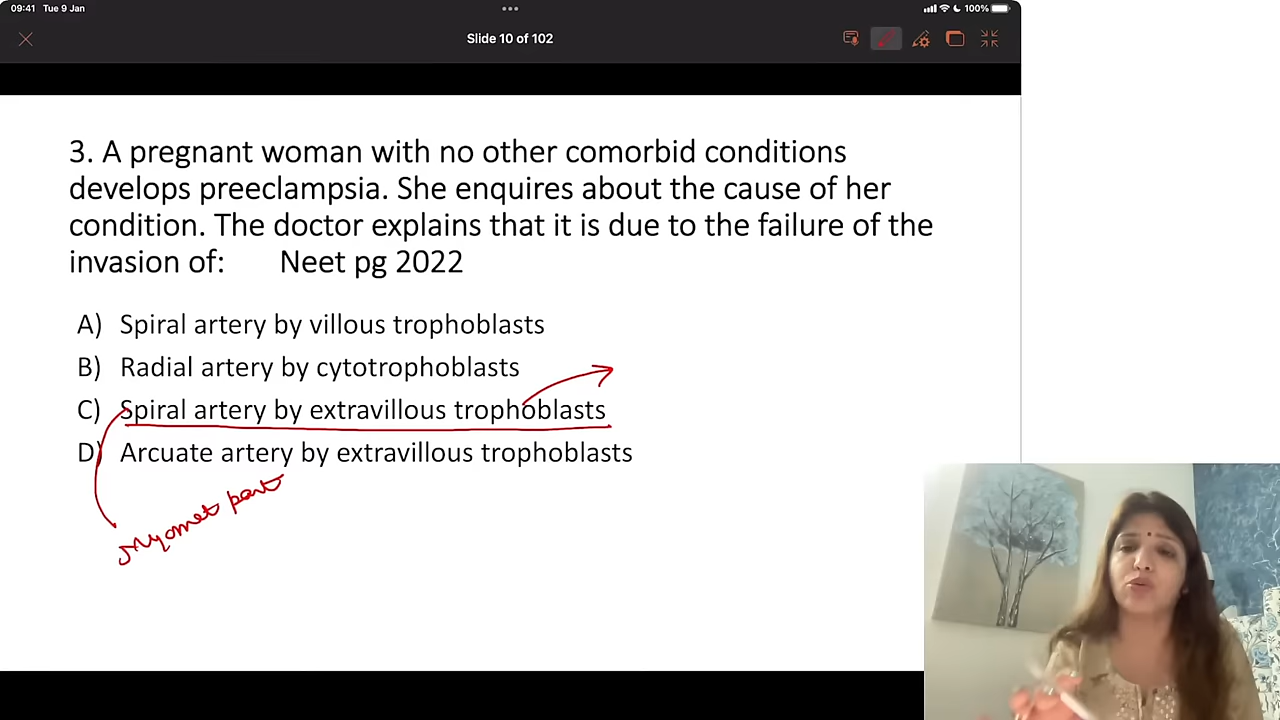 09:41 Tue 9 Jan
100%
Slide 10 of 102
3. A pregnant woman with no other comorbid conditions
develops preeclampsia. She enquires about the cause of her
condition. The doctor explains that it is due to the failure of the
invasion of: Neet pg 2022
A) Spiral artery by villous trophoblasts
B) Radial artery by cytotrophoblasts
C) Spiral artery by extravillous trophoblasts
D) Arcuate artery by extravillous trophoblasts
Myomet part